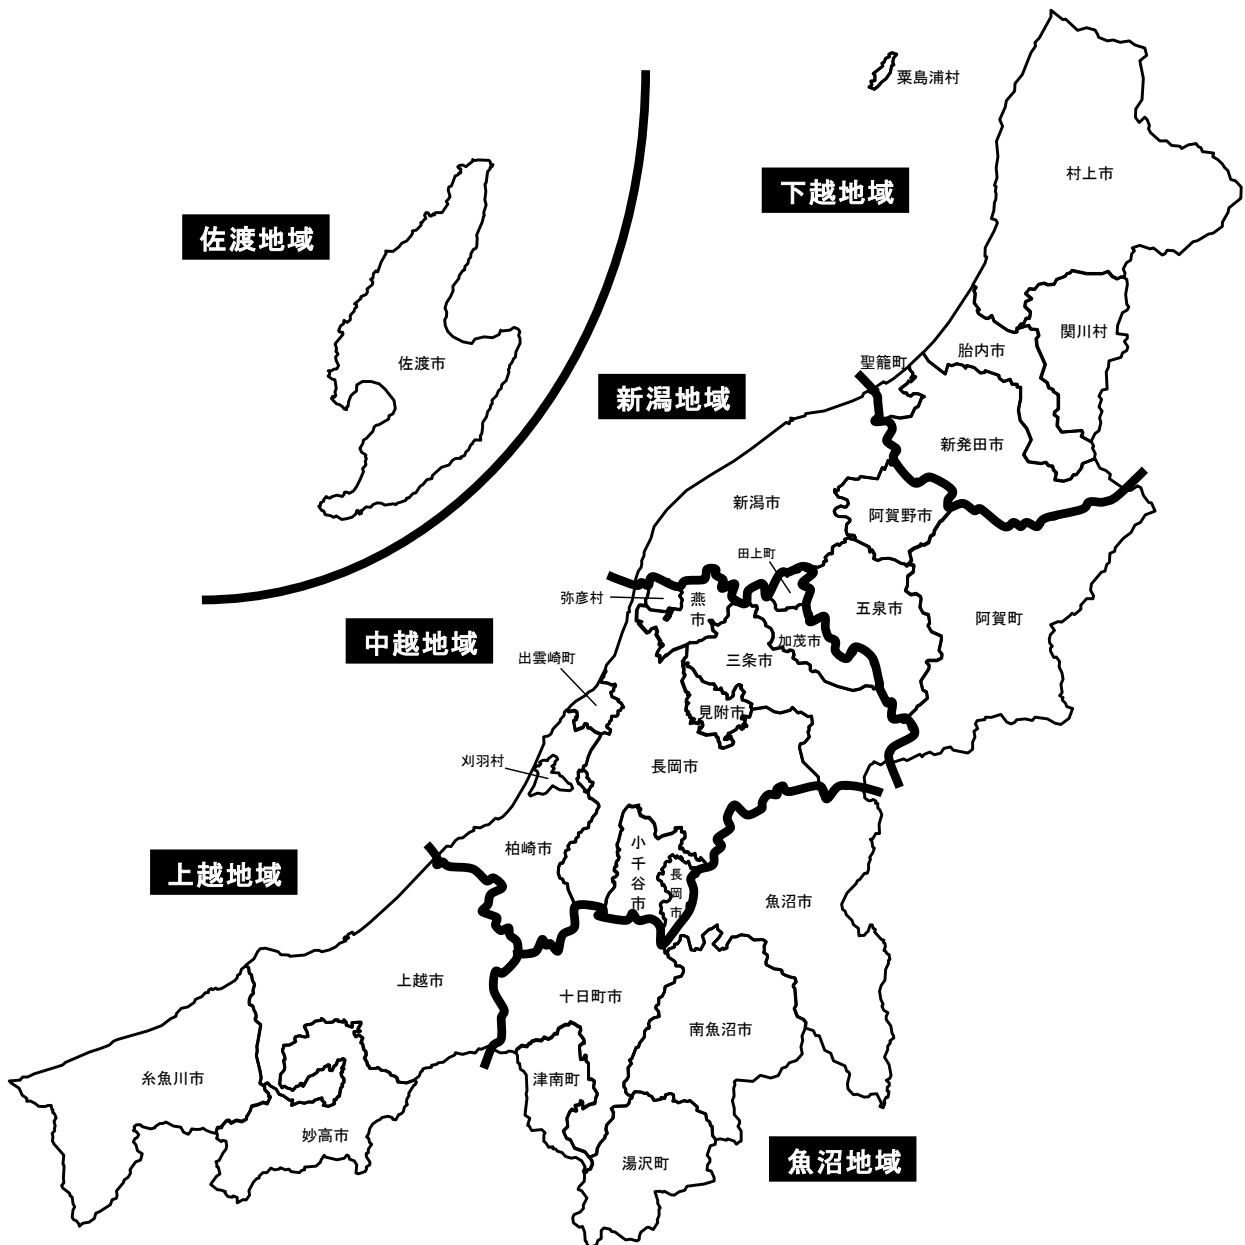 粟島浦村
村上市
下越地域
佐渡地域
関川村
胎内市
聖籠町
佐渡市
新潟地域
新発田市
新潟市
阿賀野市
田上町
弥彦村
燕市
五泉市
阿賀町
加茂市
中越地域
出雲崎町
三条市
見附市
刈羽村
長岡市
柏崎市
小千谷市
長岡市
上越地域
魚沼市
上越市
十日町市
南魚沼市
糸魚川市
津南町
妙高市
湯沢町
魚沼地域